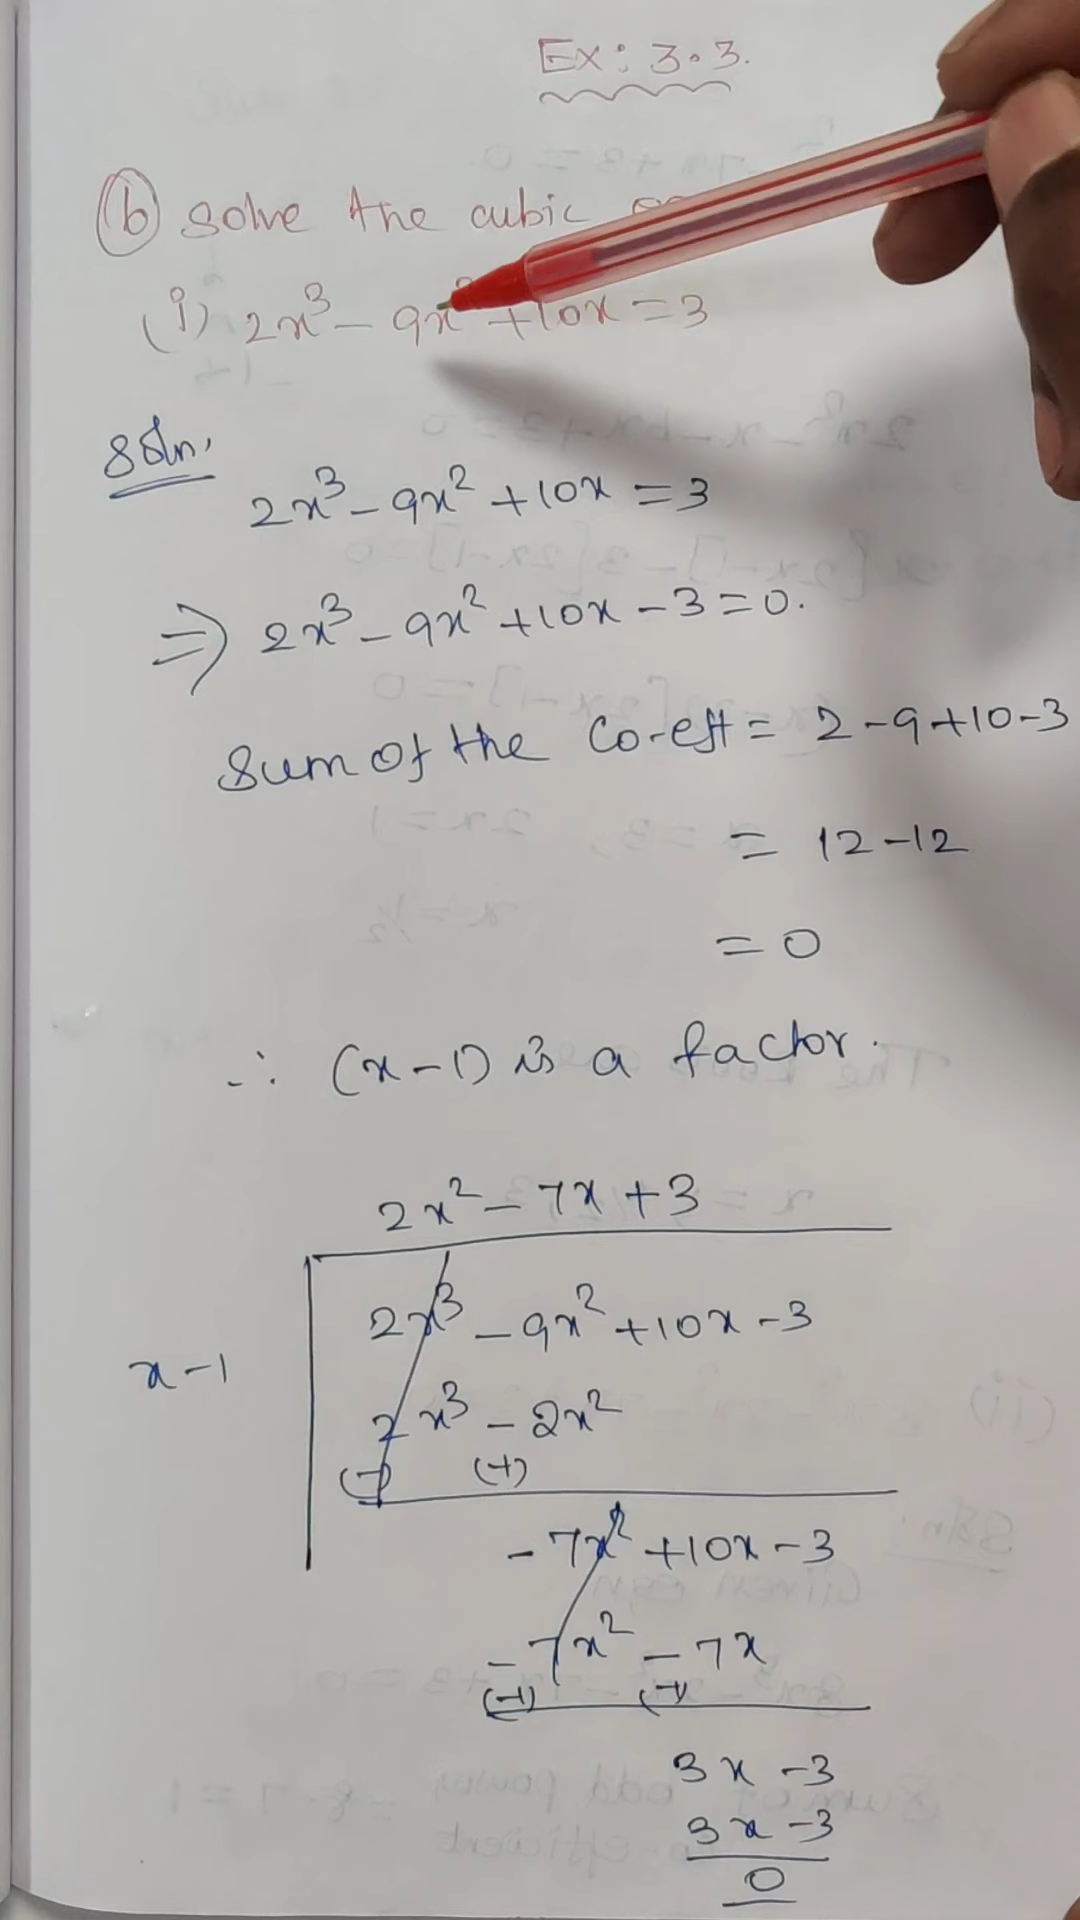 Ex: 3.3.
(6) Solve the cubic
(i) 2x³ - 9x² + 10x = 3
Soln.
2x³ - 9x² + 10x = 3
⇒ 2x³ - 9x² + 10x - 3 = 0.
Sum of the Co-eff = 2 - 9 + 10 - 3
= 12 - 12
= 0
∴ (x-1) is a factor.
2x² - 7x + 3
x-1
2x³ - 9x² + 10x - 3
2x³ - 2x²
(-) (+)
-7x² + 10x - 3
-7x² - 7x
(+) (-)
3x - 3
3x - 3
0